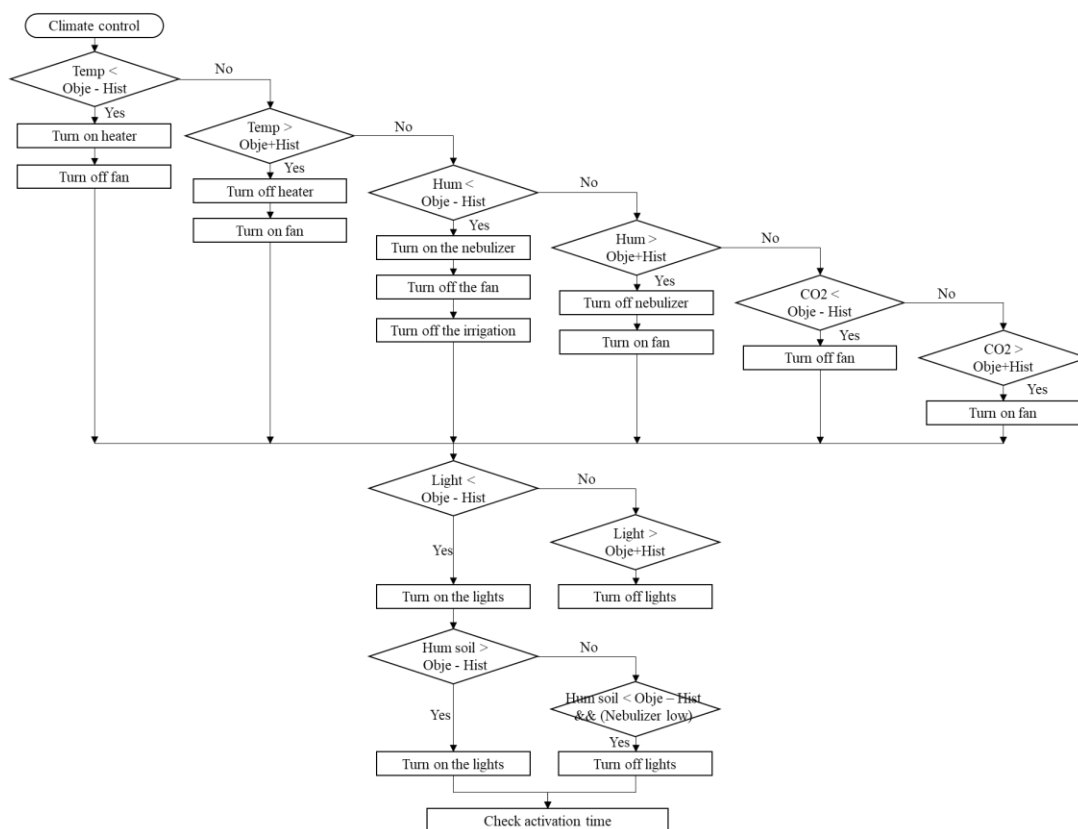 Climate control
Temp <
Obje - Hist
No
Yes
Turn on heater
Turn off fan
Temp >
Obje+Hist
No
Yes
Turn off heater
Turn on fan
Hum <
Obje - Hist
No
Yes
Turn on the nebulizer
Turn off the fan
Turn off the irrigation
Hum >
Obje+Hist
No
Yes
Turn off nebulizer
Turn on fan
CO2 <
Obje - Hist
No
Yes
Turn off fan
CO2 >
Obje+Hist
Yes
Turn on fan
Light <
Obje - Hist
No
Yes
Light >
Obje+Hist
Turn on the lights
Turn off lights
Hum soil >
Obje - Hist
No
Yes
Hum soil < Obje – Hist
&& (Nebulizer low)
Yes
Turn on the lights
Turn off lights
Check activation time